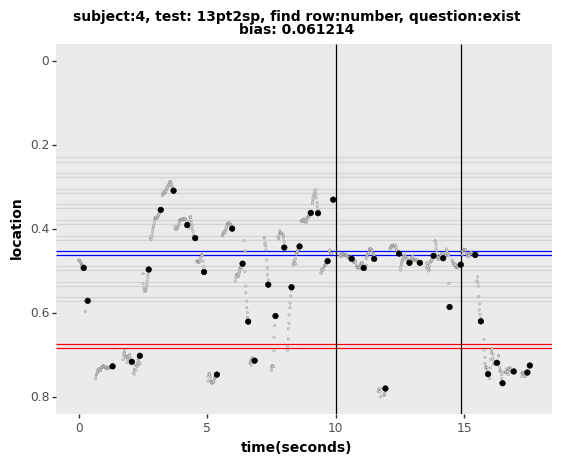 subject:4, test: 13pt2sp, find row:number, question:exist
bias: 0.061214
0
0.2
0.4
0.6
0.8
location
0 5 10 15
time(seconds)